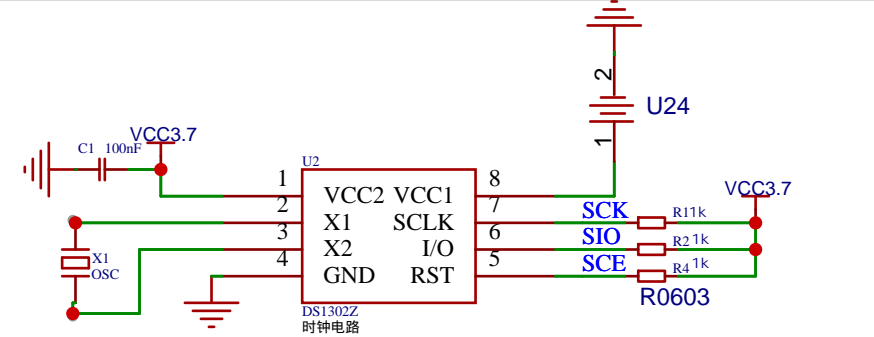 2
U24
1
VCC3.7
C1 100nF
U2
1 VCC2 VCC1 8
2 X1 SCLK 7
3 X2 I/O 6
4 GND RST 5
DS1302Z
时钟电路
X1
OSC
VCC3.7
SCK R1 1k
SIO R2 1k
SCE R4 1k
R0603